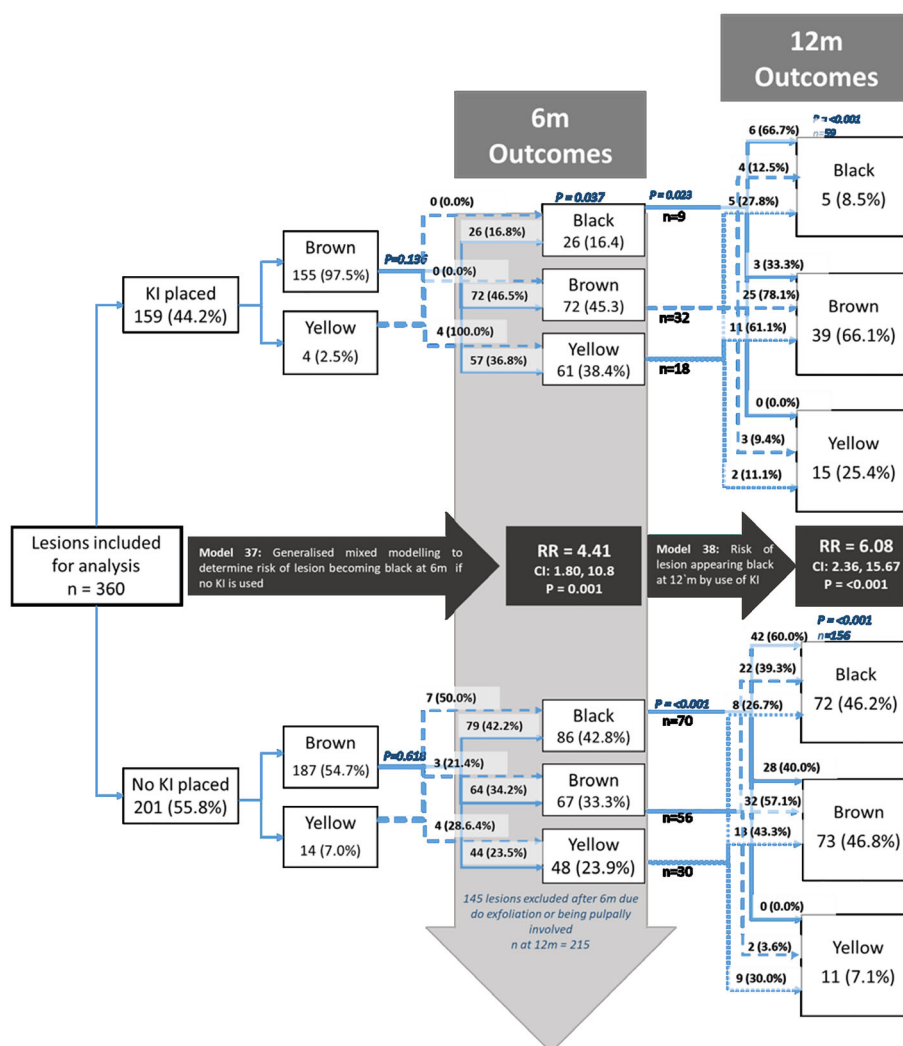 12m
Outcomes
6m
Outcomes
P = <0.001
n=59
6 (66.7%)
4 (12.5%)
5 (27.8%)
Black
5 (8.5%)
0 (0.0%)
P = 0.037
P = 0.023
n=9
26 (16.8%)
Black
26 (16.4)
Brown
155 (97.5%)
P=0.136
0 (0.0%)
3 (33.3%)
25 (78.1%)
11 (61.1%)
Brown
39 (66.1%)
KI placed
159 (44.2%)
72 (46.5%)
Brown
72 (45.3)
n=32
Yellow
4 (2.5%)
4 (100.0%)
57 (36.8%)
Yellow
61 (38.4%)
n=18
0 (0.0%)
3 (9.4%)
2 (11.1%)
Yellow
15 (25.4%)
Lesions included
for analysis
n = 360
Model 37: Generalised mixed modelling to
determine risk of lesion becoming black at 6m if
no KI is used
RR = 4.41
CI: 1.80, 10.8
P = 0.001
Model 38: Risk of
lesion appearing black
at 12`m by use of KI
RR = 6.08
CI: 2.36, 15.67
P = <0.001
P = <0.001
n=156
42 (60.0%)
22 (39.3%)
8 (26.7%)
Black
72 (46.2%)
7 (50.0%)
P = <0.001
n=70
79 (42.2%)
Black
86 (42.8%)
Brown
187 (54.7%)
P=0.618
3 (21.4%)
28 (40.0%)
32 (57.1%)
13 (43.3%)
Brown
73 (46.8%)
No KI placed
201 (55.8%)
64 (34.2%)
Brown
67 (33.3%)
n=56
Yellow
14 (7.0%)
4 (28.6.4%)
44 (23.5%)
Yellow
48 (23.9%)
n=30
0 (0.0%)
2 (3.6%)
9 (30.0%)
Yellow
11 (7.1%)
145 lesions excluded after 6m due
do exfoliation or being pulpally
involved
n at 12m = 215